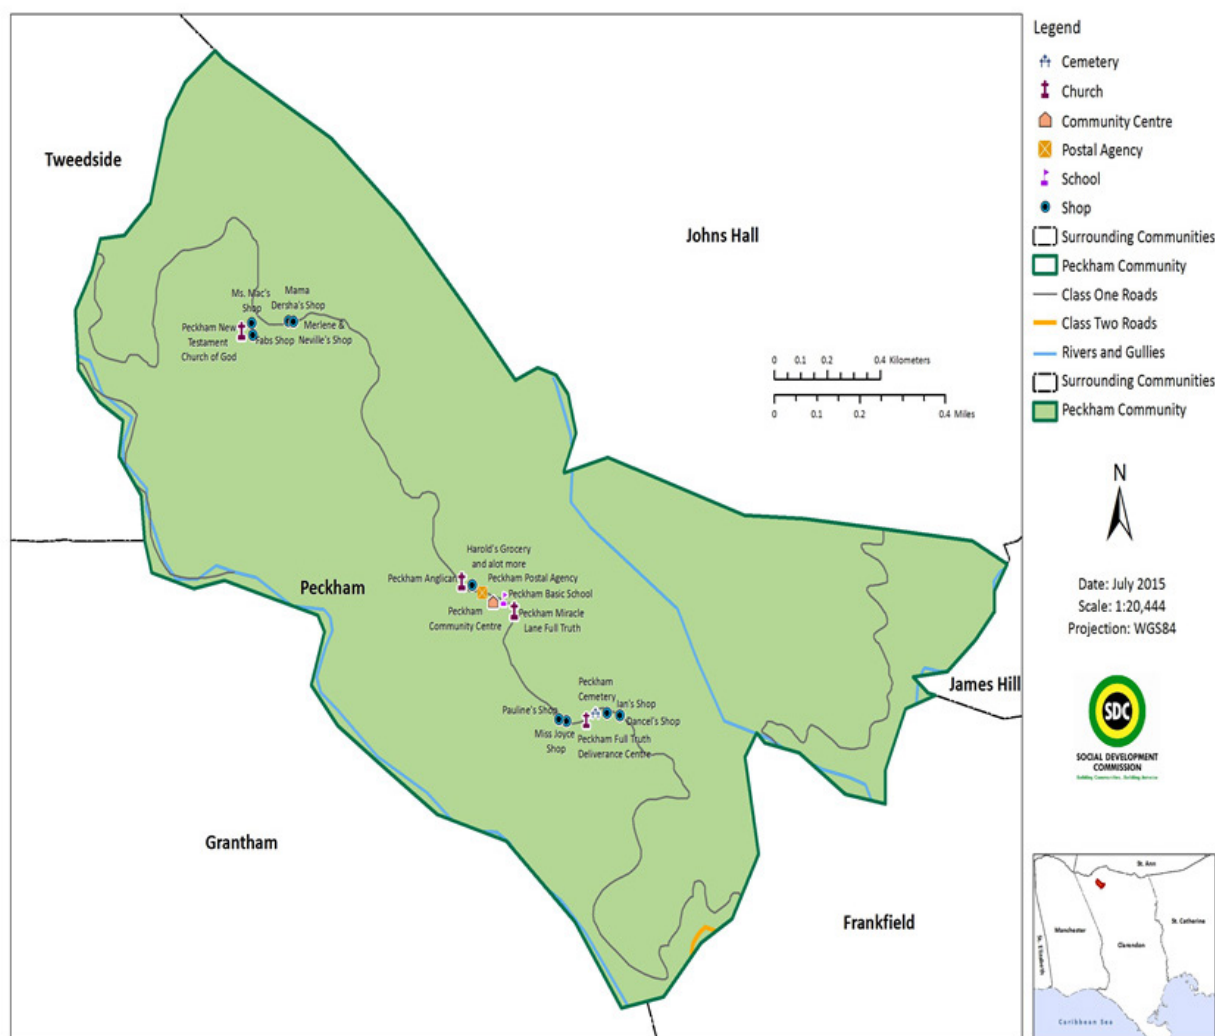 Tweedside
Johns Hall
Ms. Mac's
Shop
Mama
Dersha's Shop
Peckham New
Testament
Church of God
Fabs Shop
Merlene &
Neville's Shop
0 0.1 0.2 0.4 Kilometers
0 0.1 0.2 0.4 Miles
Harold's Grocery
and alot more
Peckham Anglican
Peckham Postal Agency
Peckham Basic School
Peckham
Peckham
Community Centre
Peckham Miracle
Lane Full Truth
Peckham
Cemetery
Ian's Shop
Pauline's Shop
Dancel's Shop
Miss Joyce
Shop
Peckham Full Truth
Deliverance Centre
James Hill
Grantham
Frankfield
Legend
Cemetery
Church
Community Centre
Postal Agency
School
Shop
Surrounding Communities
Peckham Community
Class One Roads
Class Two Roads
Rivers and Gullies
Surrounding Communities
Peckham Community
N
Date: July 2015
Scale: 1:20,444
Projection: WGS84
SDC
SOCIAL DEVELOPMENT
COMMISSION
Building Communities, Building America
St. Ann
Manchester
St. Catherine
Clarendon
St. Elizabeth
Caribbean Sea